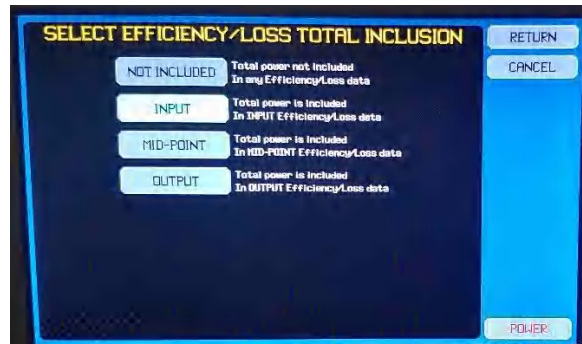 SELECT EFFICIENCY/LOSS TOTAL INCLUSION
RETURN
CANCEL
NOT INCLUDED
Total power not included
In any Efficiency/Loss data
INPUT
Total power is included
In INPUT Efficiency/Loss data
MID-POINT
Total power is included
In MID-POINT Efficiency/Loss data
OUTPUT
Total power is included
In OUTPUT Efficiency/Loss data
POWER